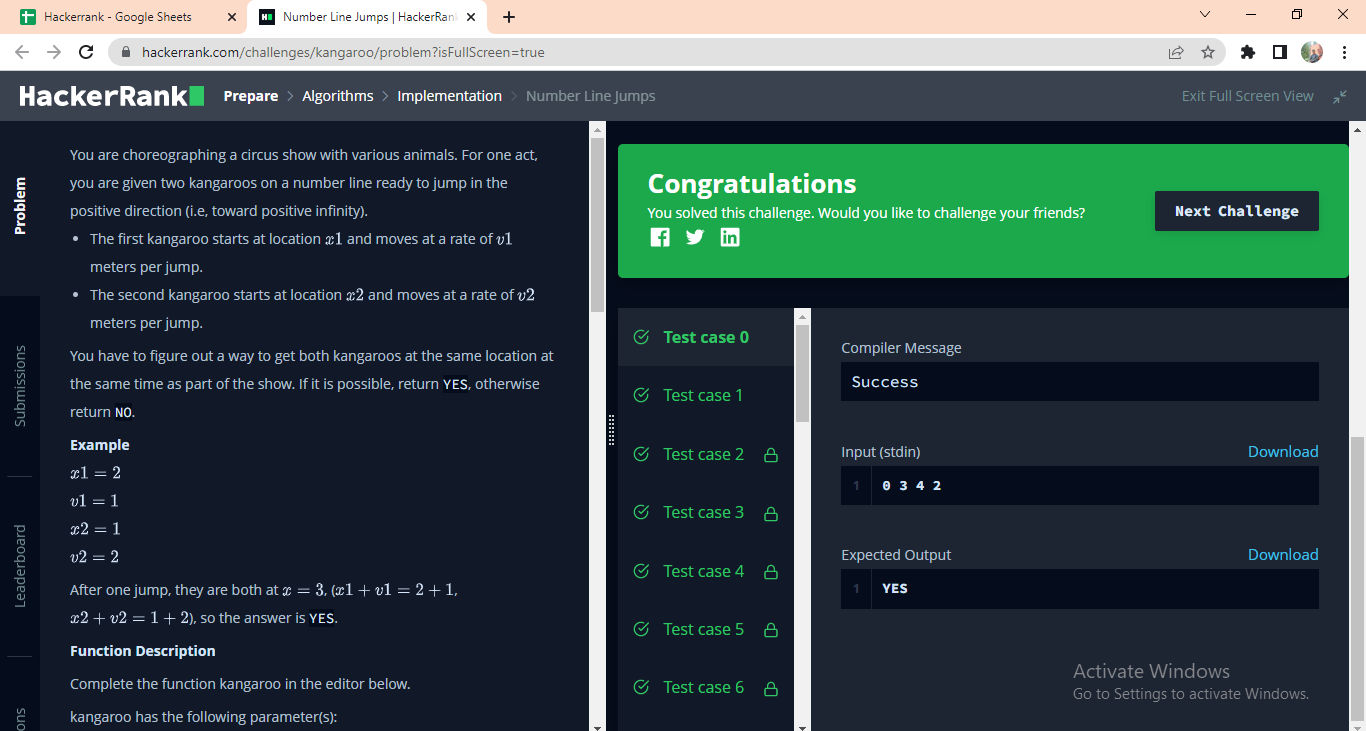 Hackerrank - Google Sheets
Number Line Jumps | HackerRan
hackerrank.com/challenges/kangaroo/problem?isFullScreen=true
HackerRank
Prepare > Algorithms > Implementation > Number Line Jumps
Exit Full Screen View
Problem
Submissions
Leaderboard
ons
You are choreographing a circus show with various animals. For one act,
you are given two kangaroos on a number line ready to jump in the
positive direction (i.e, toward positive infinity).
• The first kangaroo starts at location x1 and moves at a rate of v1
meters per jump.
• The second kangaroo starts at location x2 and moves at a rate of v2
meters per jump.
You have to figure out a way to get both kangaroos at the same location at
the same time as part of the show. If it is possible, return YES, otherwise
return NO.
Example
x1 = 2
v1 = 1
x2 = 1
v2 = 2
After one jump, they are both at x = 3, (x1 + v1 = 2 + 1,
x2 + v2 = 1 + 2), so the answer is YES.
Function Description
Complete the function kangaroo in the editor below.
kangaroo has the following parameter(s):
Congratulations
You solved this challenge. Would you like to challenge your friends?
Next Challenge
Test case 0
Test case 1
Test case 2
Test case 3
Test case 4
Test case 5
Test case 6
Compiler Message
Success
Input (stdin)
Download
1 0 3 4 2
Expected Output
Download
1 YES
Activate Windows
Go to Settings to activate Windows.